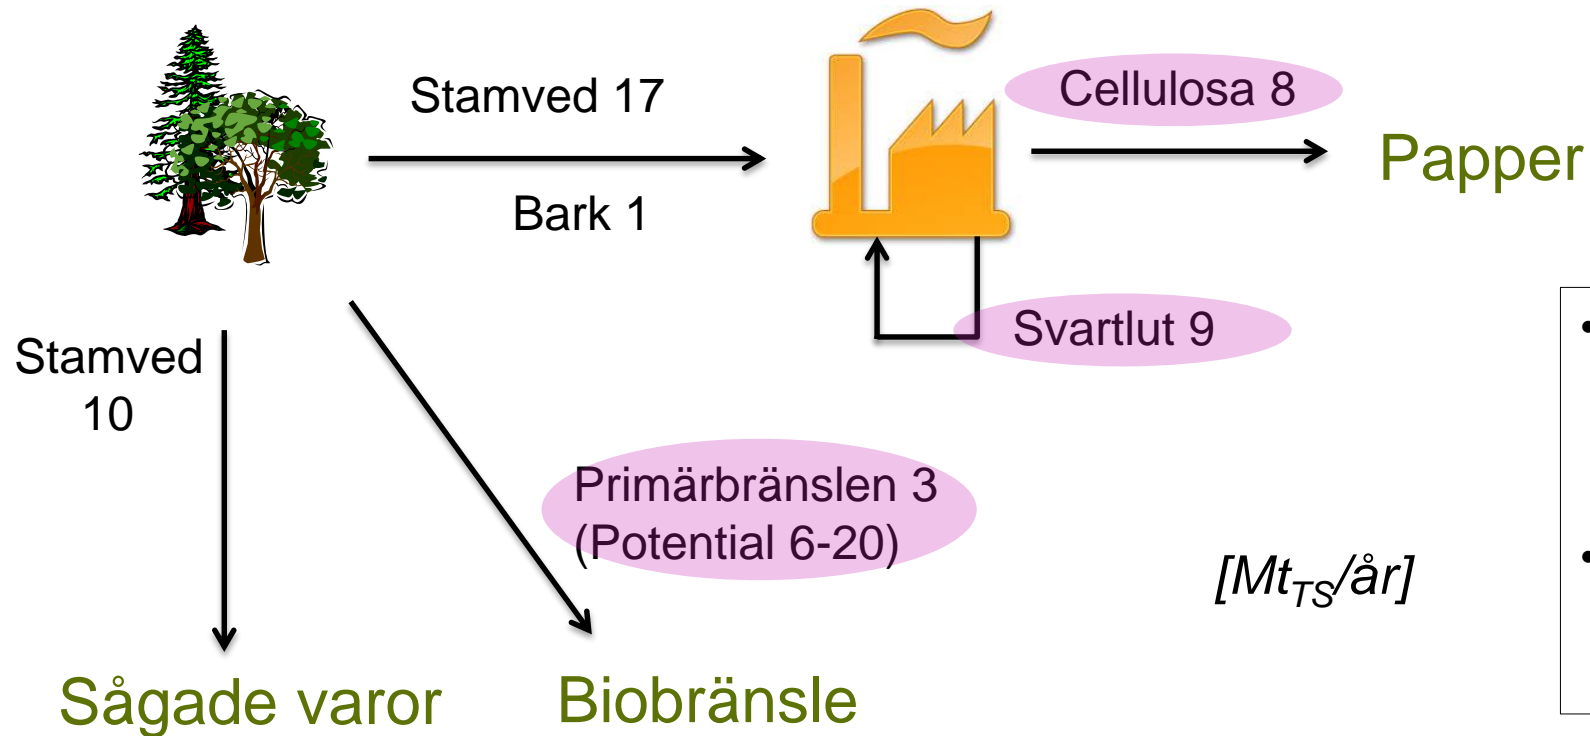 Stamved 17
Bark 1
Cellulosa 8
Papper
Svartlut 9
Stamved
10
Primärbränslen 3
(Potential 6-20)
[Mt_TS/år]
Sågade varor
Biobränsle
•
•